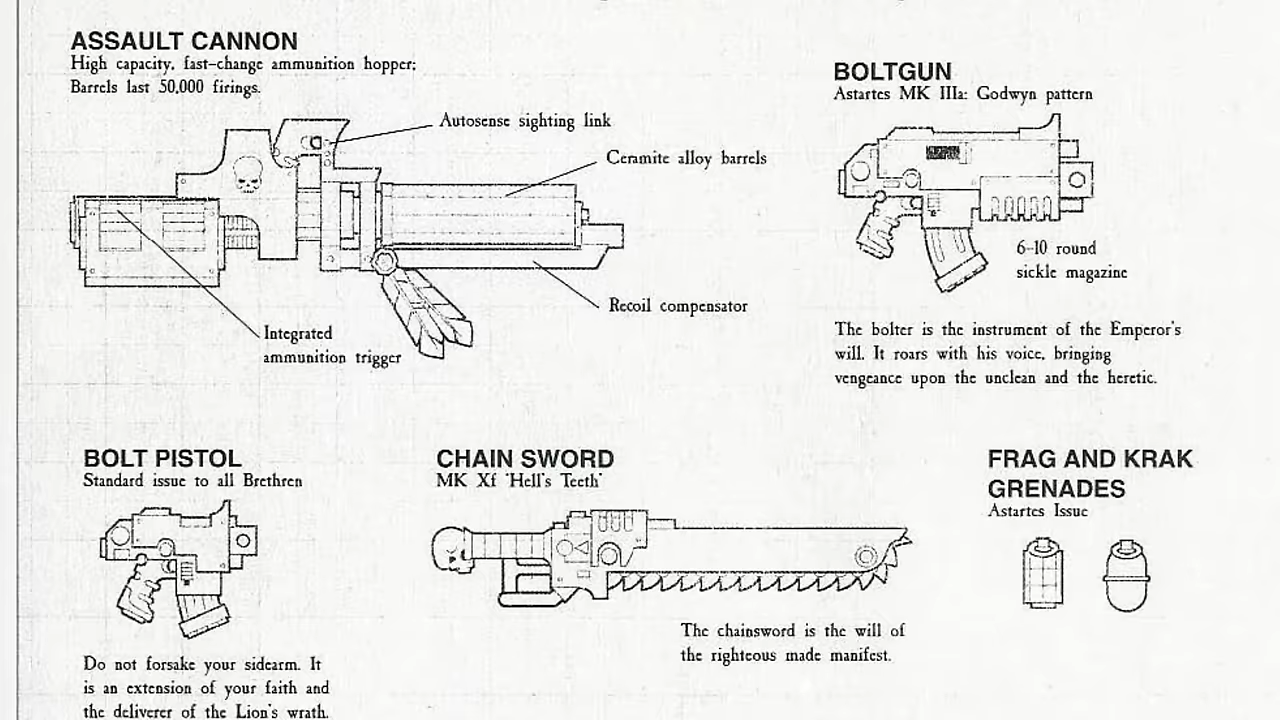 ASSAULT CANNON
High capacity, fast-change ammunition hopper;
Barrels last 50,000 firings.
Autosense sighting link
Ceramite alloy barrels
Recoil compensator
Integrated
ammunition trigger
BOLTGUN
Astartes MK IIIa: Godwyn pattern
6-10 round
sickle magazine
The bolter is the instrument of the Emperor's
will. It roars with his voice, bringing
vengeance upon the unclean and the heretic.
BOLT PISTOL
Standard issue to all Brethren
Do not forsake your sidearm. It
is an extension of your faith and
the deliverer of the Lion's wrath.
CHAIN SWORD
MK Xf 'Hell's Teeth'
The chainsword is the will of
the righteous made manifest.
FRAG AND KRAK
GRENADES
Astartes Issue